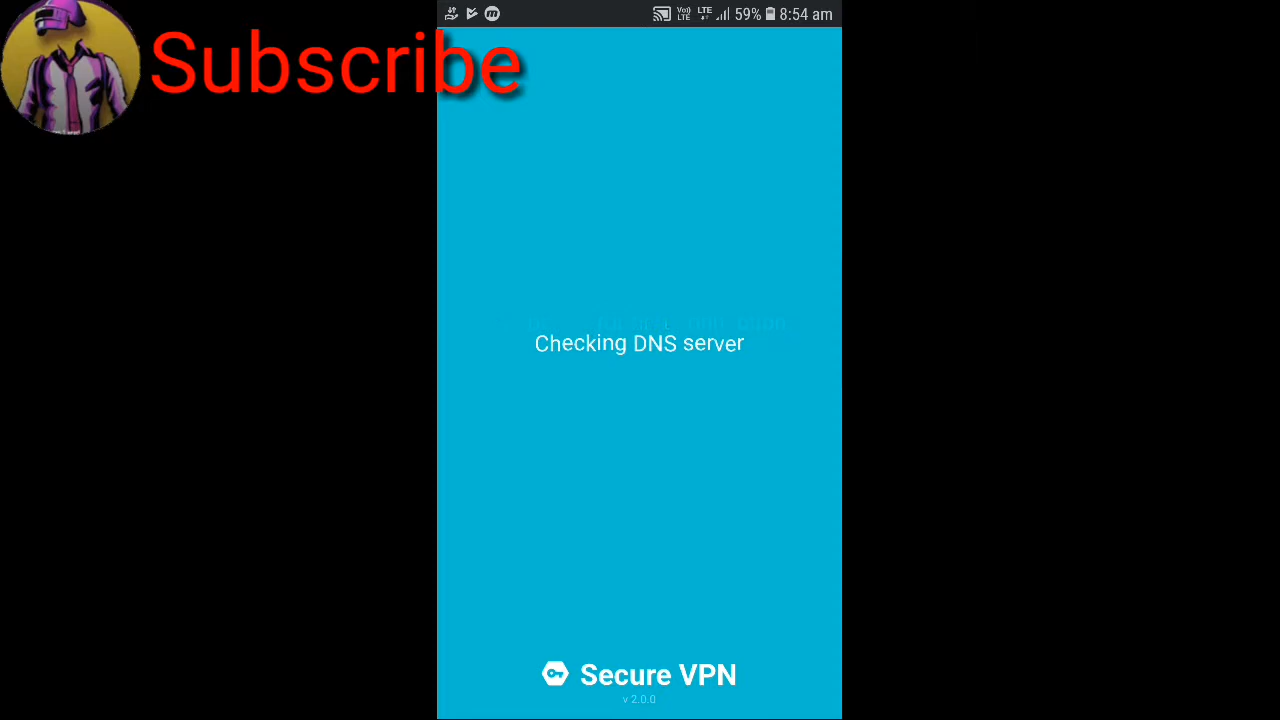 59% 8:54 am
Subscribe
Checking DNS server
Secure VPN
v 2.0.0